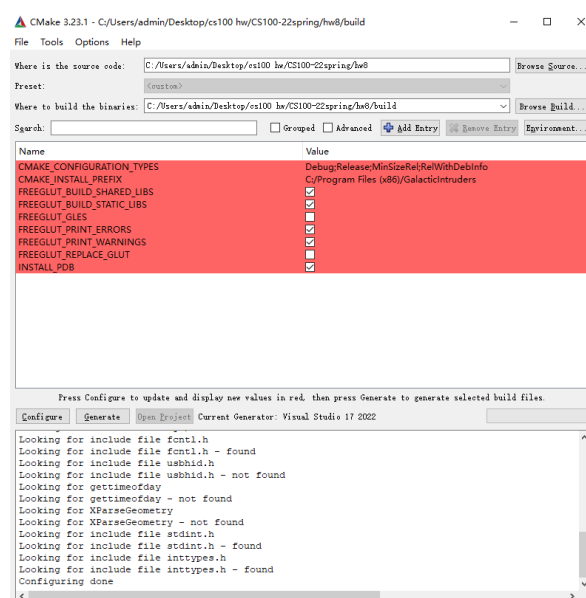 CMake 3.23.1 - C:/Users/admin/Desktop/cs100 hw/CS100-22spring/hw8/build
File Tools Options Help
Where is the source code: C:/Users/admin/Desktop/cs100 hw/CS100-22spring/hw8 Browse Source...
Preset: <custom>
Where to build the binaries: C:/Users/admin/Desktop/cs100 hw/CS100-22spring/hw8/build Browse Build...
Search: Grouped Advanced Add Entry Remove Entry Environment...
Name Value
CMAKE_CONFIGURATION_TYPES Debug;Release;MinSizeRel;RelWithDebInfo
CMAKE_INSTALL_PREFIX C:/Program Files (x86)/GalacticIntruders
FREEGLUT_BUILD_SHARED_LIBS
FREEGLUT_BUILD_STATIC_LIBS
FREEGLUT_GLES
FREEGLUT_PRINT_ERRORS
FREEGLUT_PRINT_WARNINGS
FREEGLUT_REPLACE_GLUT
INSTALL_PDB
Press Configure to update and display new values in red, then press Generate to generate selected build files.
Configure Generate Open Project Current Generator: Visual Studio 17 2022
Looking for include file fcntl.h
Looking for include file fcntl.h - found
Looking for include file usbhid.h
Looking for include file usbhid.h - not found
Looking for gettimeofday
Looking for gettimeofday - not found
Looking for XParseGeometry
Looking for XParseGeometry - not found
Looking for include file stdint.h
Looking for include file stdint.h - found
Looking for include file inttypes.h
Looking for include file inttypes.h - found
Configuring done